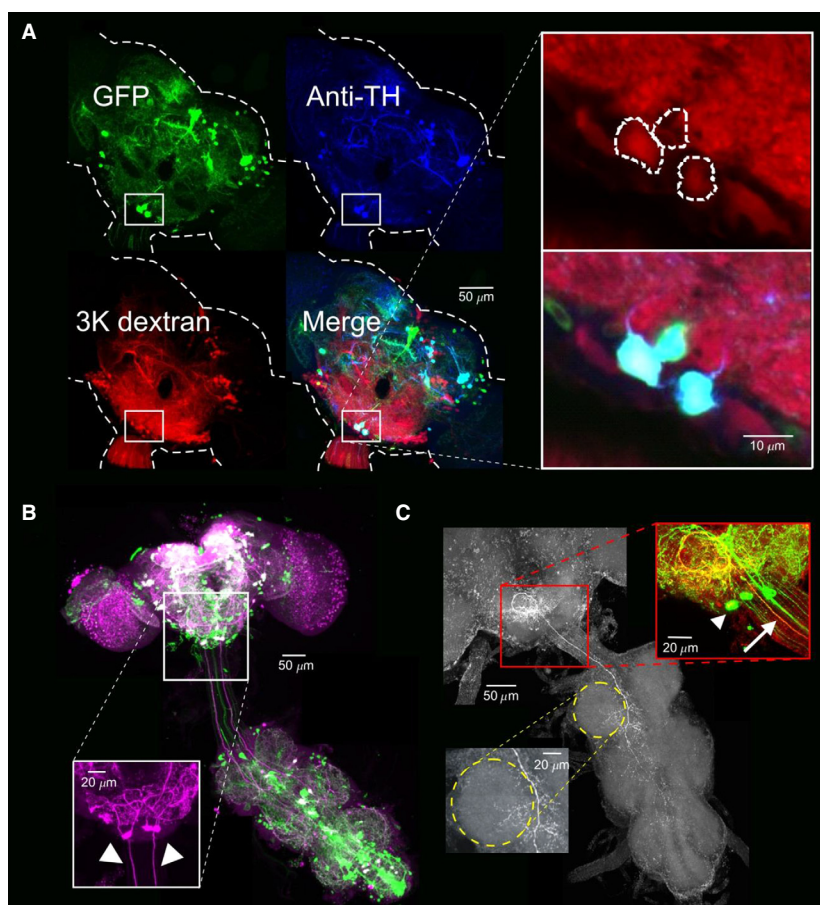 A
GFP
Anti-TH
50 μm
3K dextran
Merge
10 μm
B
50 μm
20 μm
C
20 μm
50 μm
20 μm